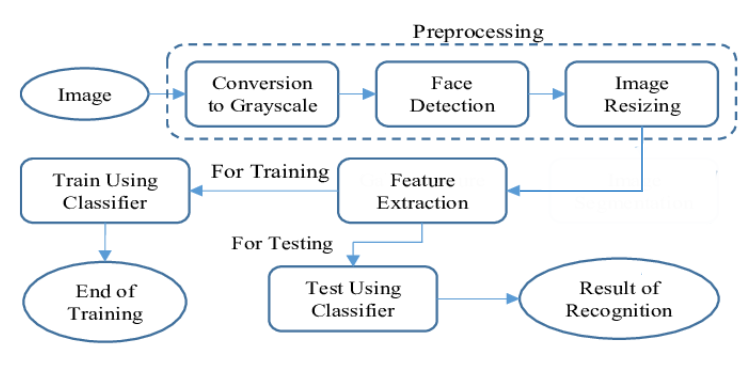 Preprocessing
Image
Conversion
to Grayscale
Face
Detection
Image
Resizing
Train Using
Classifier
For Training
Feature
Extraction
For Testing
End of
Training
Test Using
Classifier
Result of
Recognition